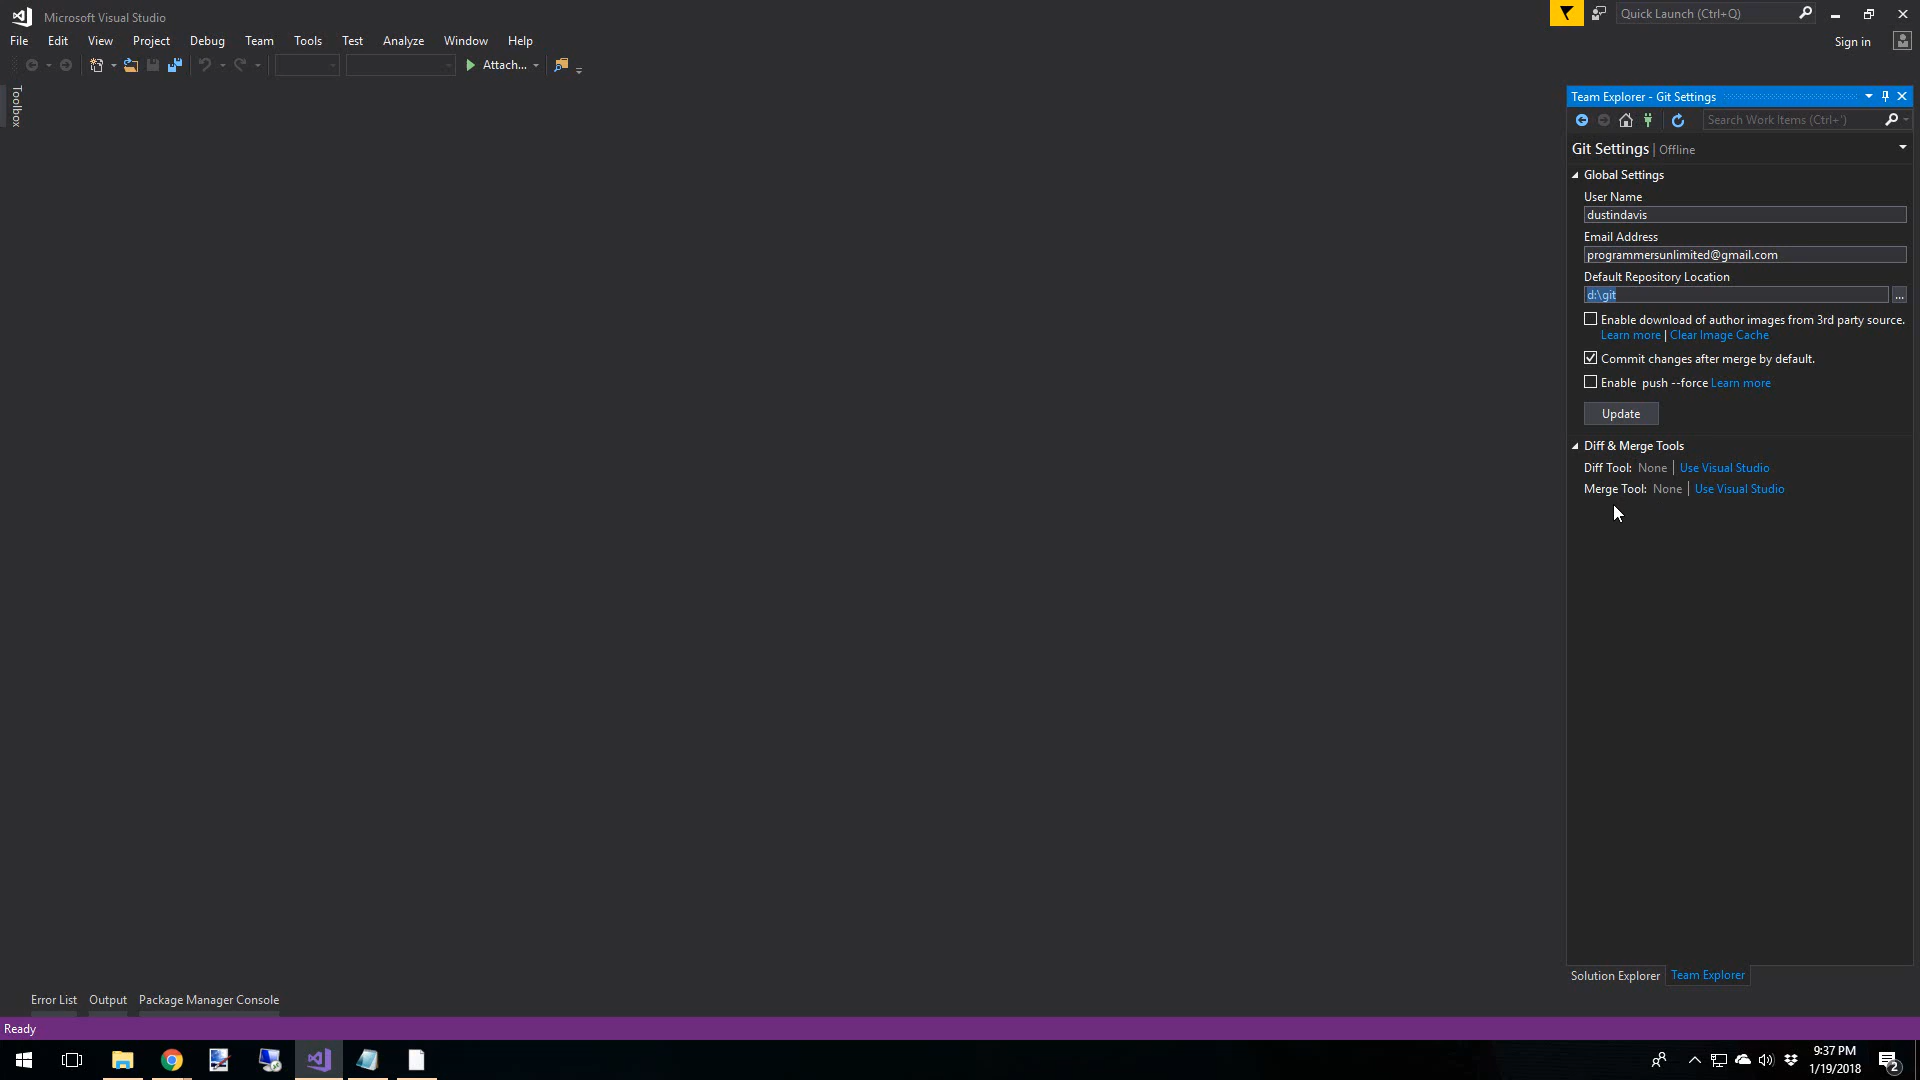 Microsoft Visual Studio
Quick Launch (Ctrl+Q)
File Edit View Project Debug Team Tools Test Analyze Window Help
Sign in
Attach...
Toolbox
Team Explorer - Git Settings
Search Work Items (Ctrl+')
Git Settings | Offline
Global Settings
User Name
dustindavis
Email Address
programmersunlimited@gmail.com
Default Repository Location
d:\git
...
Enable download of author images from 3rd party source.
Learn more | Clear Image Cache
Commit changes after merge by default.
Enable push --force Learn more
Update
Diff & Merge Tools
Diff Tool: None | Use Visual Studio
Merge Tool: None | Use Visual Studio
Solution Explorer Team Explorer
Error List Output Package Manager Console
Ready
9:37 PM
1/19/2018
2